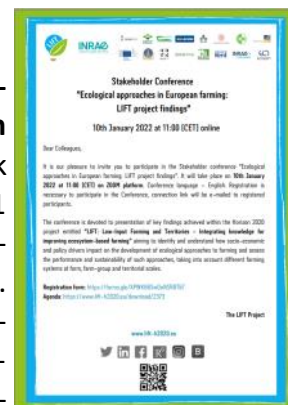 LIFT
INRAE
Stakeholder Conference
"Ecological approaches in European farming:
LIFT project findings"
10th January 2022 at 11:00 (CET) online
Dear Colleagues,
It is our pleasure to invite you to participate in the Stakeholder conference "Ecological
approaches in European farming: LIFT project findings". It will take place on 10th January
2022 at 11:00 (CET) on ZOOM platform. Conference language - English. Registration is
necessary to participate in the Conference, connection link will be e-mailed to registered
participants.
The conference is devoted to presentation of key findings achieved within the Horizon 2020
project entitled "LIFT: Low-Input Farming and Territories - Integrating knowledge for
improving ecosystem-based farming" aiming to identify and understand how socio-economic
and policy drivers impact on the development of ecological approaches to farming and assess
the performance and sustainability of such approaches, taking into account different farming
systems at farm, farm-group and territorial scales.
Registration form:
Agenda:
The LIFT Project
www.lift-h2020.eu